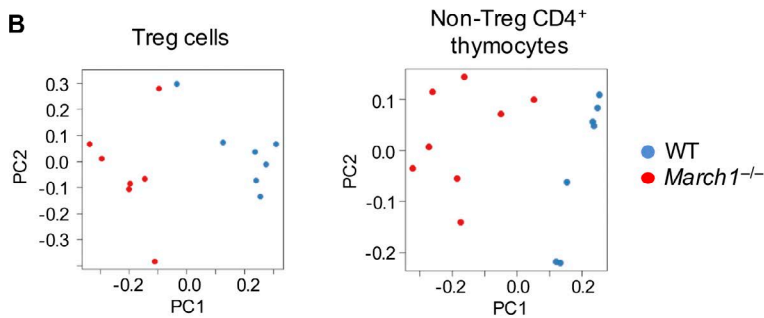 B
Treg cells
0.3
0.2
0.1
0.0
-0.1
-0.2
-0.3
PC2
-0.2
0.0
0.2
PC1
Non-Treg CD4⁺
thymocytes
0.1
0.0
-0.1
-0.2
PC2
-0.2
0.0
0.2
PC1
WT
March1⁻/⁻